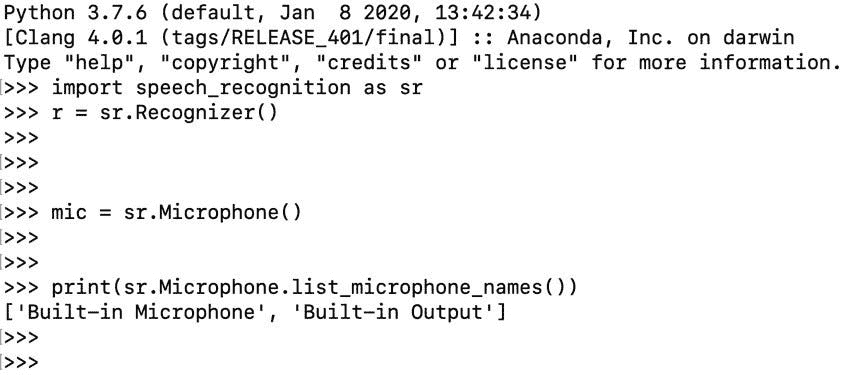 Python 3.7.6 (default, Jan  8 2020, 13:42:34)
[Clang 4.0.1 (tags/RELEASE_401/final)] :: Anaconda, Inc. on darwin
Type "help", "copyright", "credits" or "license" for more information.
>>> import speech_recognition as sr
>>> r = sr.Recognizer()
>>>
>>>
>>>
>>> mic = sr.Microphone()
>>>
>>>
>>> print(sr.Microphone.list_microphone_names())
['Built-in Microphone', 'Built-in Output']
>>>
>>>